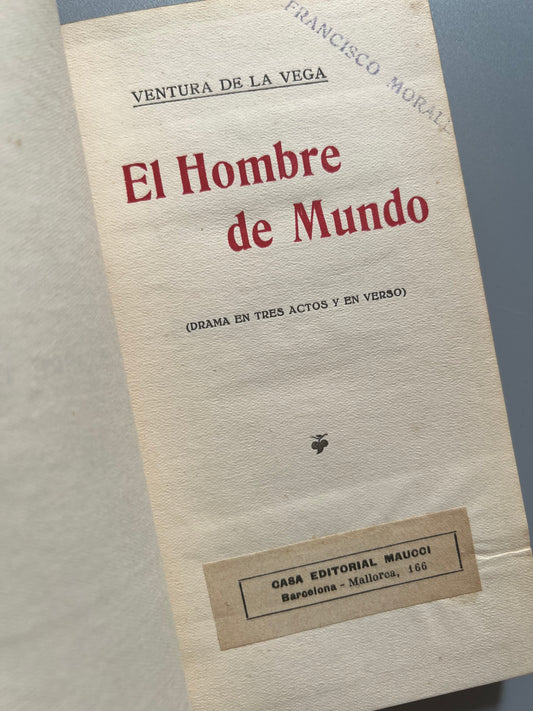 FRANCISCO MORAL
VENTURA DE LA VEGA
El Hombre
de Mundo
(DRAMA EN TRES ACTOS Y EN VERSO)
CASA EDITORIAL MAUCCI
Barcelona - Mallorca, 166